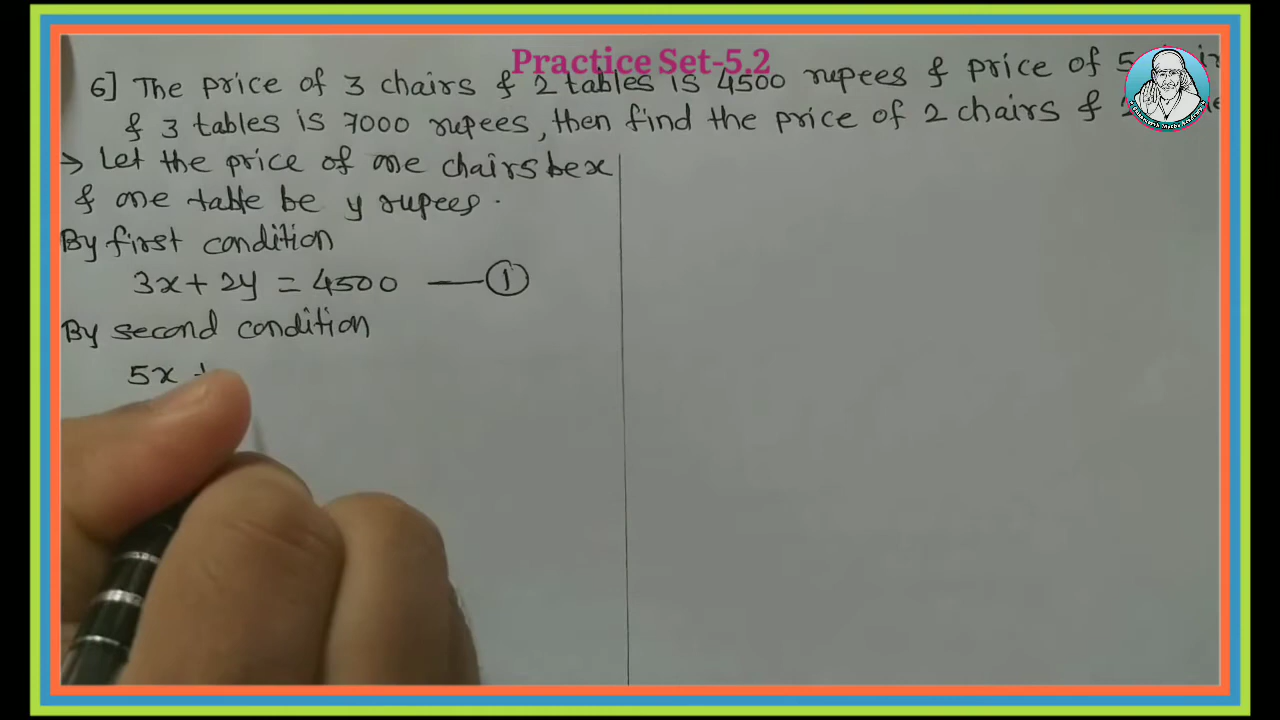 Practice Set-5.2
6] The price of 3 chairs & 2 tables is 4500 rupees & price of 5
& 3 tables is 7000 rupees, then find the price of 2 chairs &
→ Let the price of one chairs be x
& one table be y rupees.
By first condition
3x + 2y = 4500 —①
By second condition
5x +